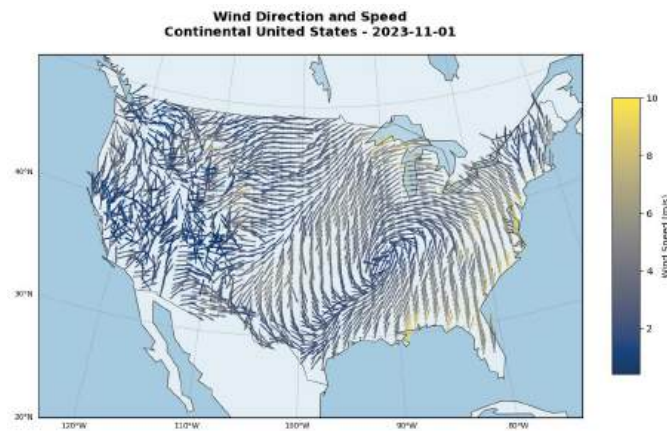 Wind Direction and Speed
Continental United States - 2023-11-01
10
8
40°N
6
Wind Speed (m/s)
4
30°N
2
20°N
120°W 110°W 100°W 90°W 80°W